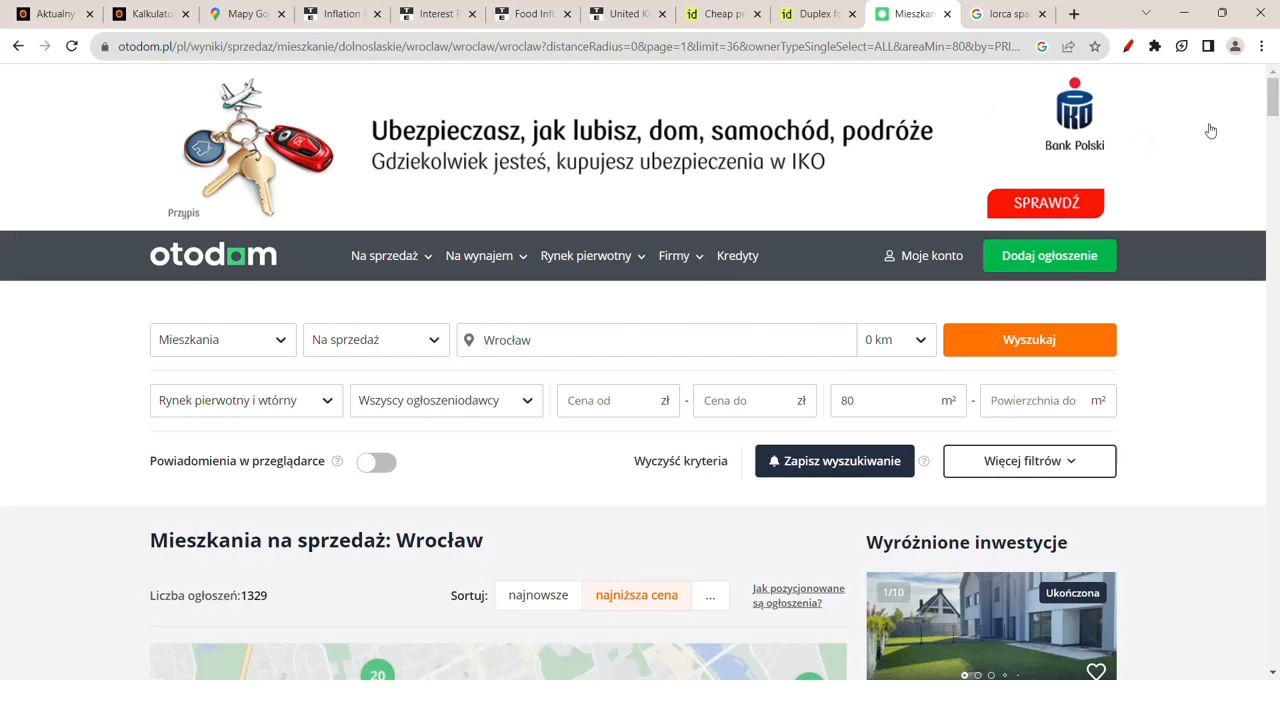 Aktualny
Kalkulato
Mapy Go
Inflation
Interest
Food Infl
United K
Cheap pr
Duplex fo
Mieszkan
lorca spa
otodom.pl/pl/wyniki/sprzedaz/mieszkanie/dolnoslaskie/wroclaw/wroclaw/wroclaw?distanceRadius=0&page=1&limit=36&ownerTypeSingleSelect=ALL&areaMin=80&by=PRI...
Ubezpieczasz, jak lubisz, dom, samochód, podróże
Gdziekolwiek jesteś, kupujesz ubezpieczenia w IKO
Bank Polski
SPRAWDŹ
Przypis
otodom
Na sprzedaż
Na wynajem
Rynek pierwotny
Firmy
Kredyty
Moje konto
Dodaj ogłoszenie
Mieszkania
Na sprzedaż
Wrocław
0 km
Wyszukaj
Rynek pierwotny i wtórny
Wszyscy ogłoszeniodawcy
Cena od zł
-
Cena do zł
80 m²
-
Powierzchnia do m²
Powiadomienia w przeglądarce
Wyczyść kryteria
Zapisz wyszukiwanie
Więcej filtrów
Mieszkania na sprzedaż: Wrocław
Wyróżnione inwestycje
Liczba ogłoszeń:1329
Sortuj:
najnowsze
najniższa cena
...
Jak pozycjonowane
są ogłoszenia?
1/10
Ukończona
20